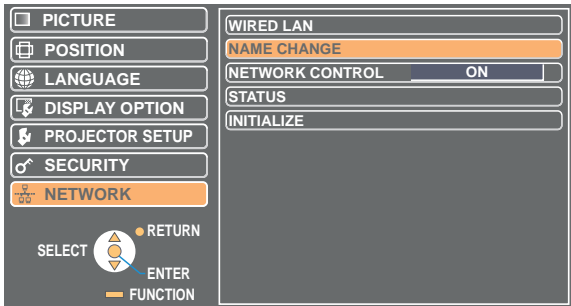 PICTURE
POSITION
LANGUAGE
DISPLAY OPTION
PROJECTOR SETUP
SECURITY
NETWORK
RETURN
SELECT
ENTER
FUNCTION
WIRED LAN
NAME CHANGE
NETWORK CONTROL ON
STATUS
INITIALIZE